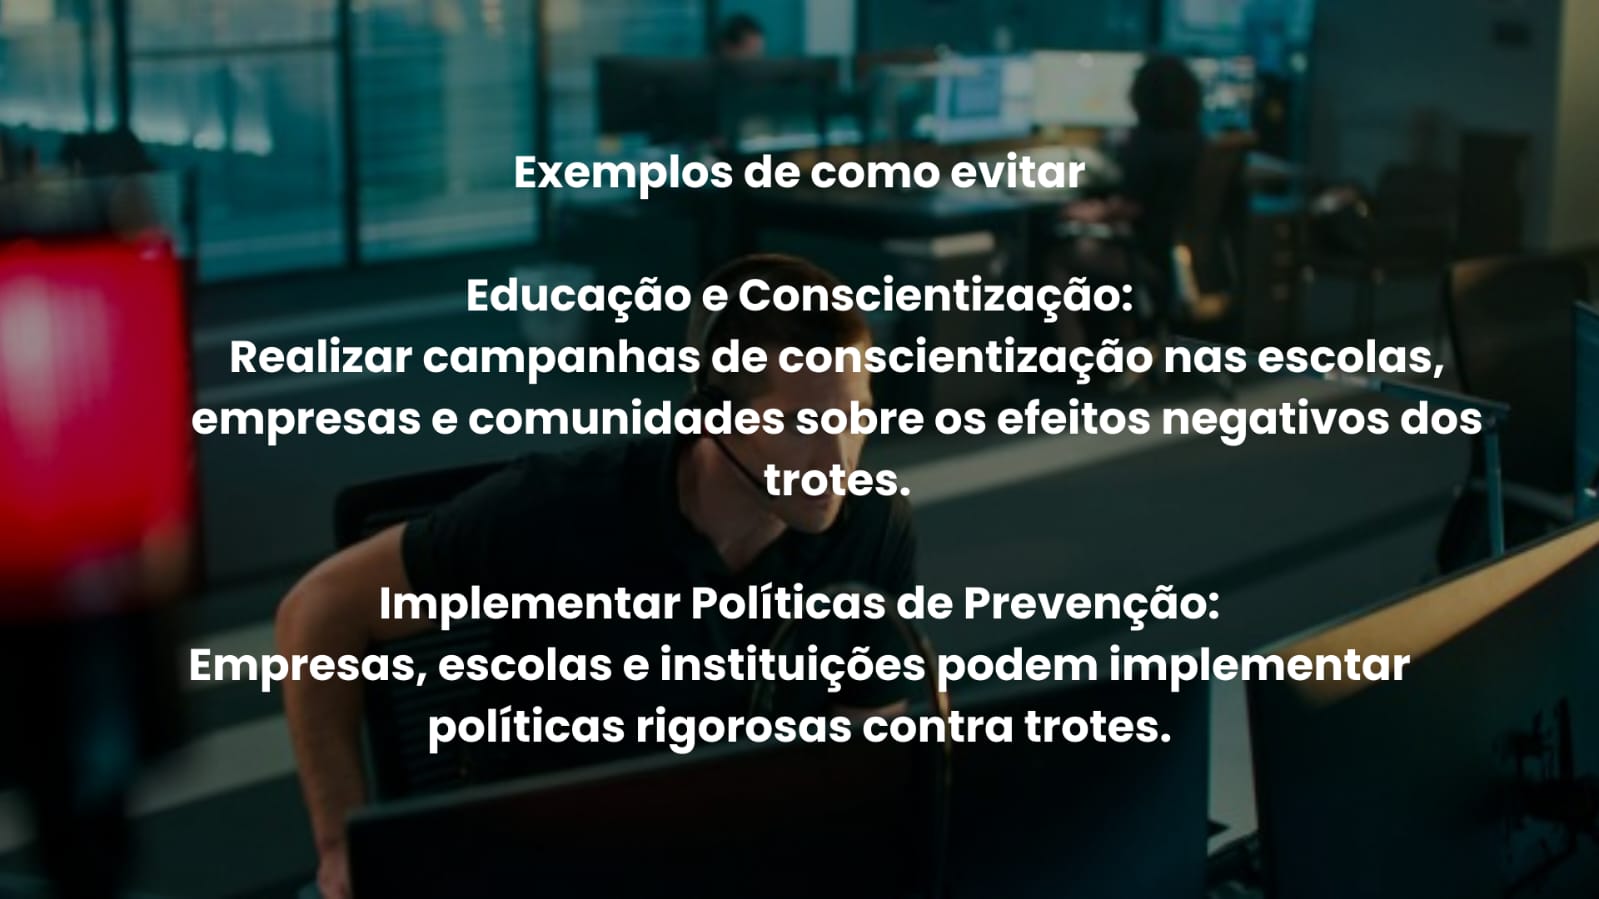 Exemplos de como evitar
Educação e Conscientização:
Realizar campanhas de conscientização nas escolas,
empresas e comunidades sobre os efeitos negativos dos
trotes.
Implementar Políticas de Prevenção:
Empresas, escolas e instituições podem implementar
políticas rigorosas contra trotes.